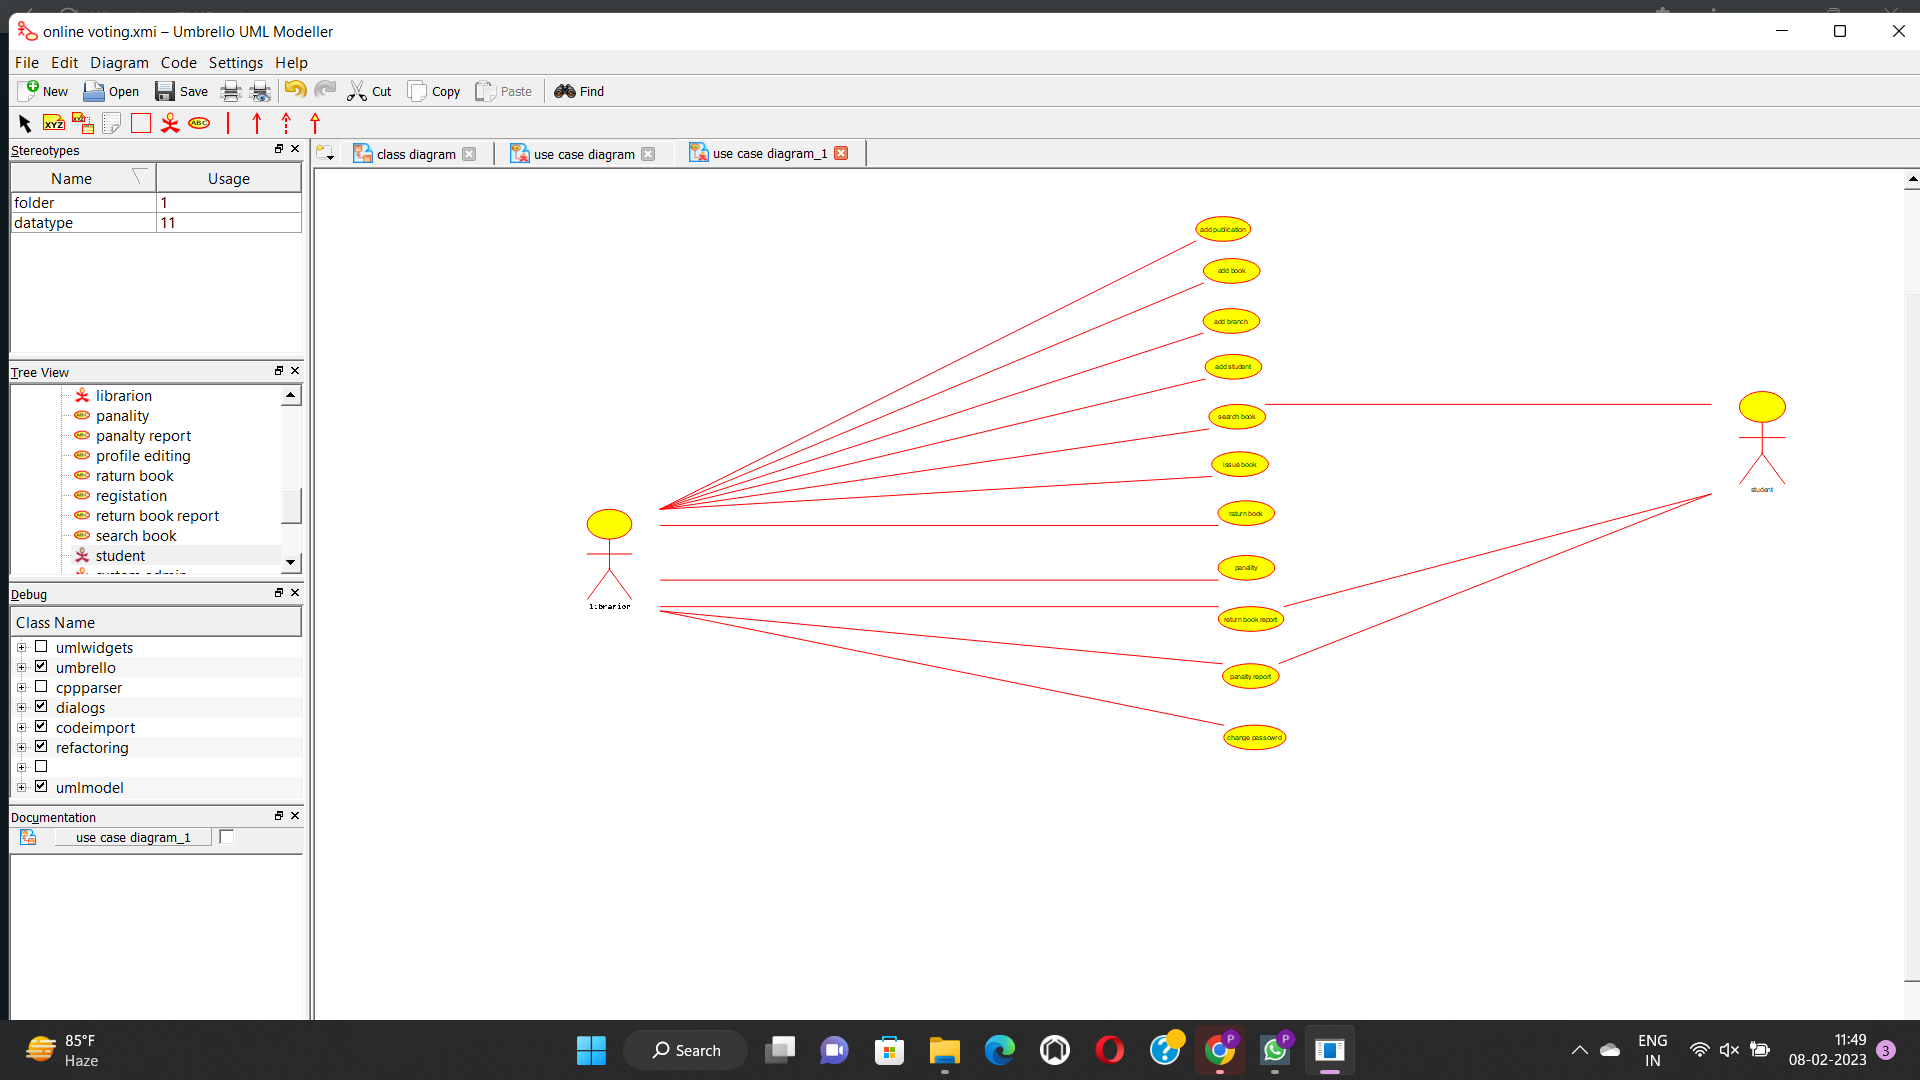 online voting.xmi – Umbrello UML Modeller
File Edit Diagram Code Settings Help
New Open Save Cut Copy Paste Find
XYZ XYZ ABC
Stereotypes
class diagram use case diagram use case diagram_1
Name Usage
folder 1
datatype 11
Tree View
librarion
panality
panalty report
profile editing
raturn book
registation
return book report
search book
student
Debug
Class Name
umlwidgets
umbrello
cppparser
dialogs
codeimport
refactoring
umlmodel
Documentation
use case diagram_1
add publication
add book
add branch
add student
search book
issue book
raturn book
panality
return book report
panalty report
change passowrd
librarion
student
85°F
Haze
Search
P
P
ENG
IN
11:49
08-02-2023
3